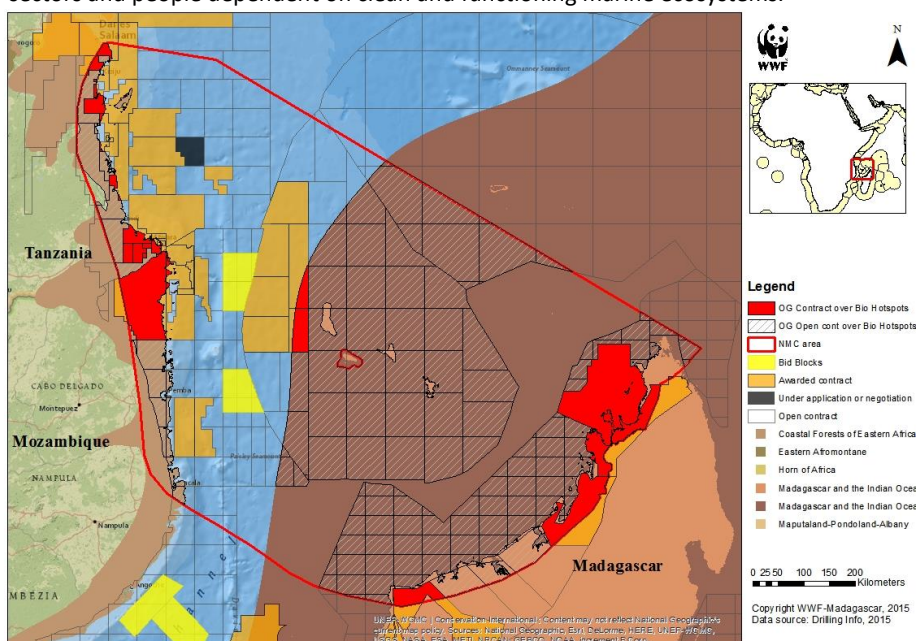 sectors and people dependent on clean and functioning marine ecosystems.
Dar es
Salaam
Tanzania
CABO DELGADO
Montepuez
Pemba
Mozambique
NAMPULA
Nacala
Nampula
Madagascar
WWF
N
Legend
OG Contract over Bio Hotspots
OG Open cont over Bio Hotspots
NMC area
Bid Blocks
Awarded contract
Under application or negotiation
Open contract
Coastal Forests of Eastern Africa
Eastern Afromontane
Horn of Africa
Madagascar and the Indian Ocea
Madagascar and the Indian Ocea
Maputaland-Pondoland-Albany
0 25 50 100 150 200
Kilometers
Copyright WWF-Madagascar, 2015
Data source: Drilling Info, 2015